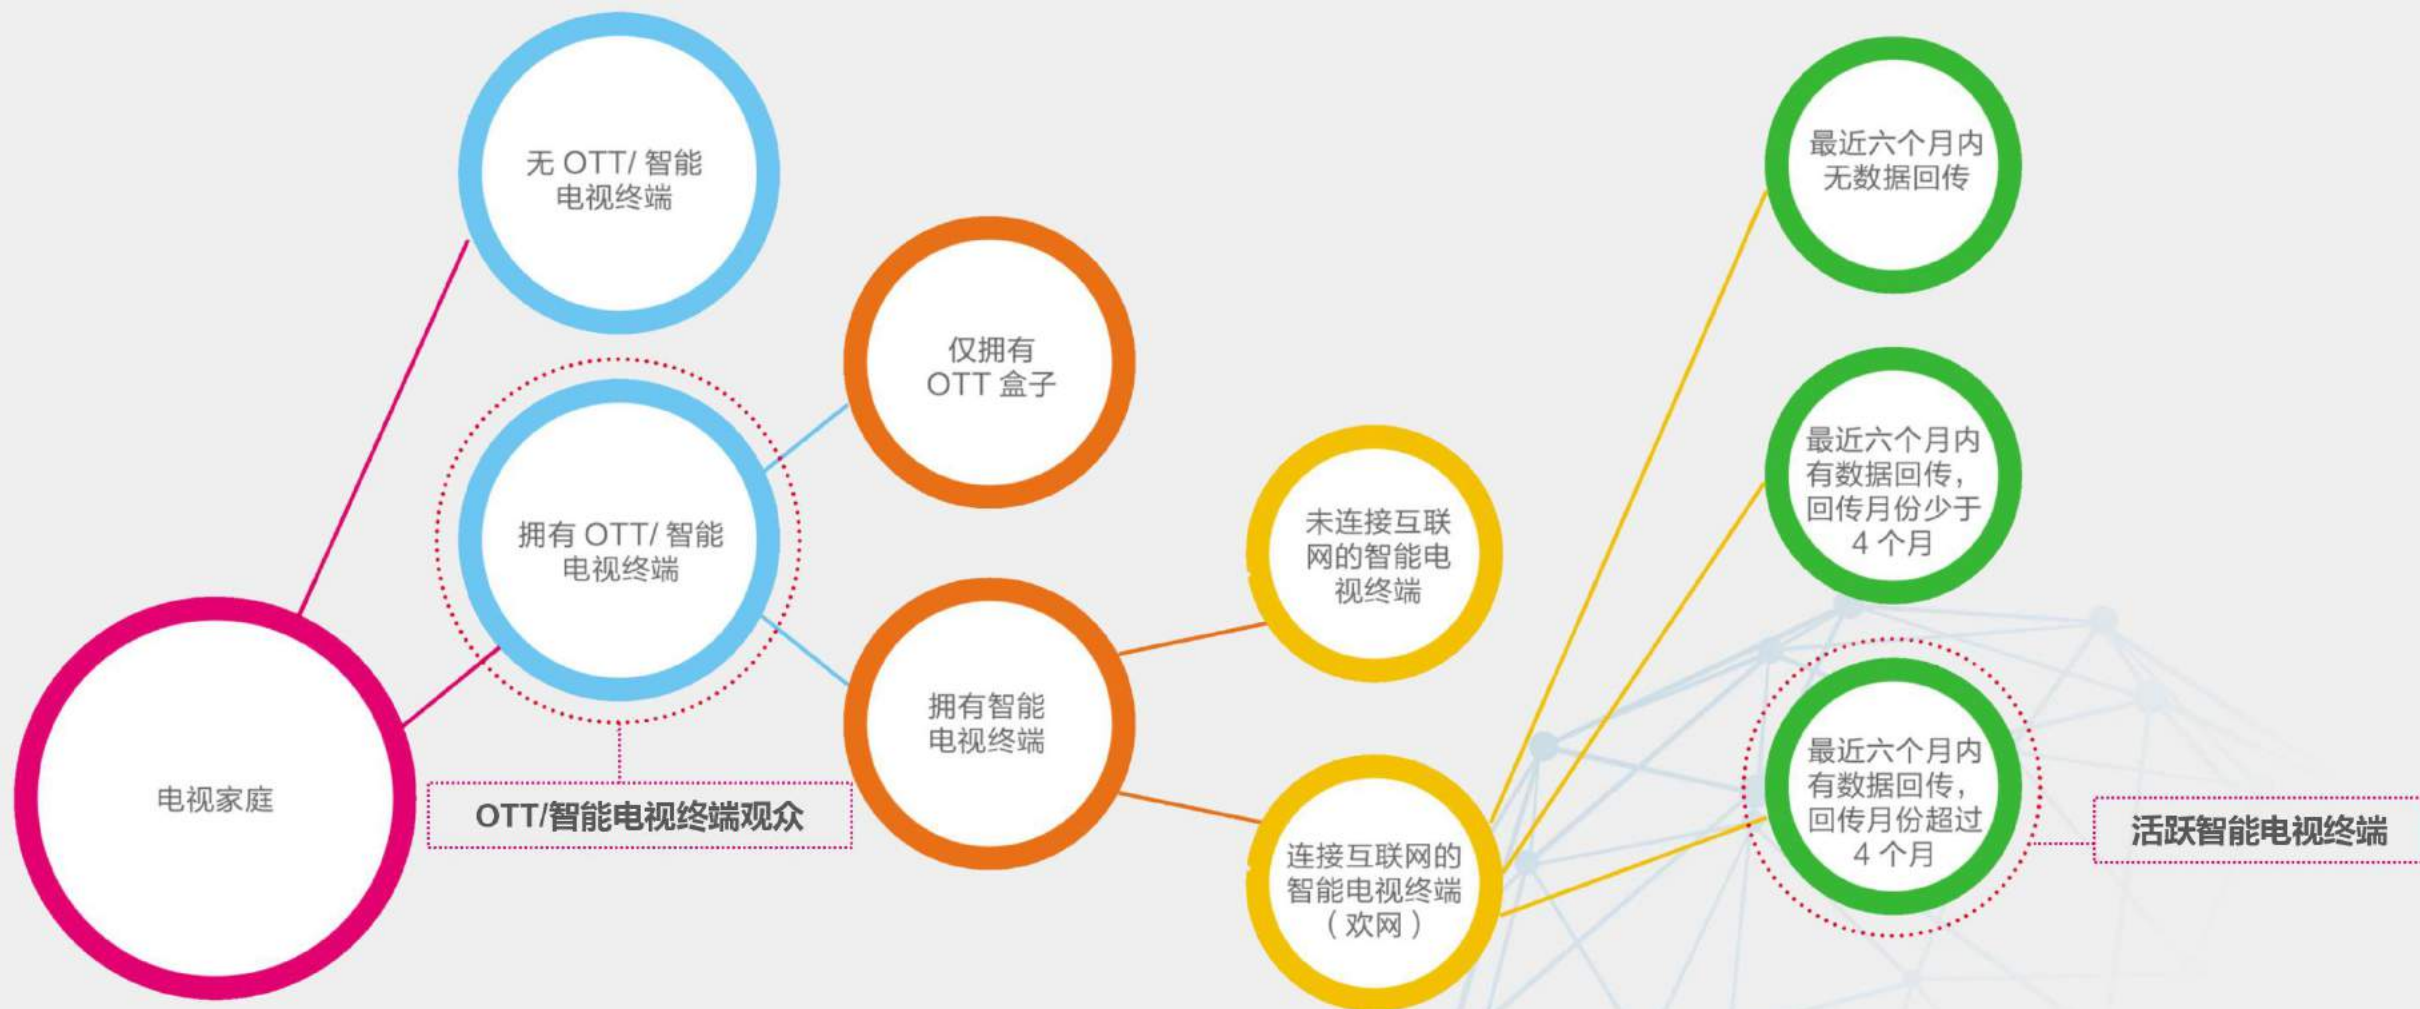 无 OTT/ 智能
电视终端
拥有 OTT/ 智能
电视终端
电视家庭
OTT/智能电视终端观众
仅拥有
OTT 盒子
拥有智能
电视终端
未连接互联
网的智能电
视终端
连接互联网的
智能电视终端
（欢网）
最近六个月内
无数据回传
最近六个月内
有数据回传，
回传月份少于
4 个月
最近六个月内
有数据回传，
回传月份超过
4 个月
活跃智能电视终端